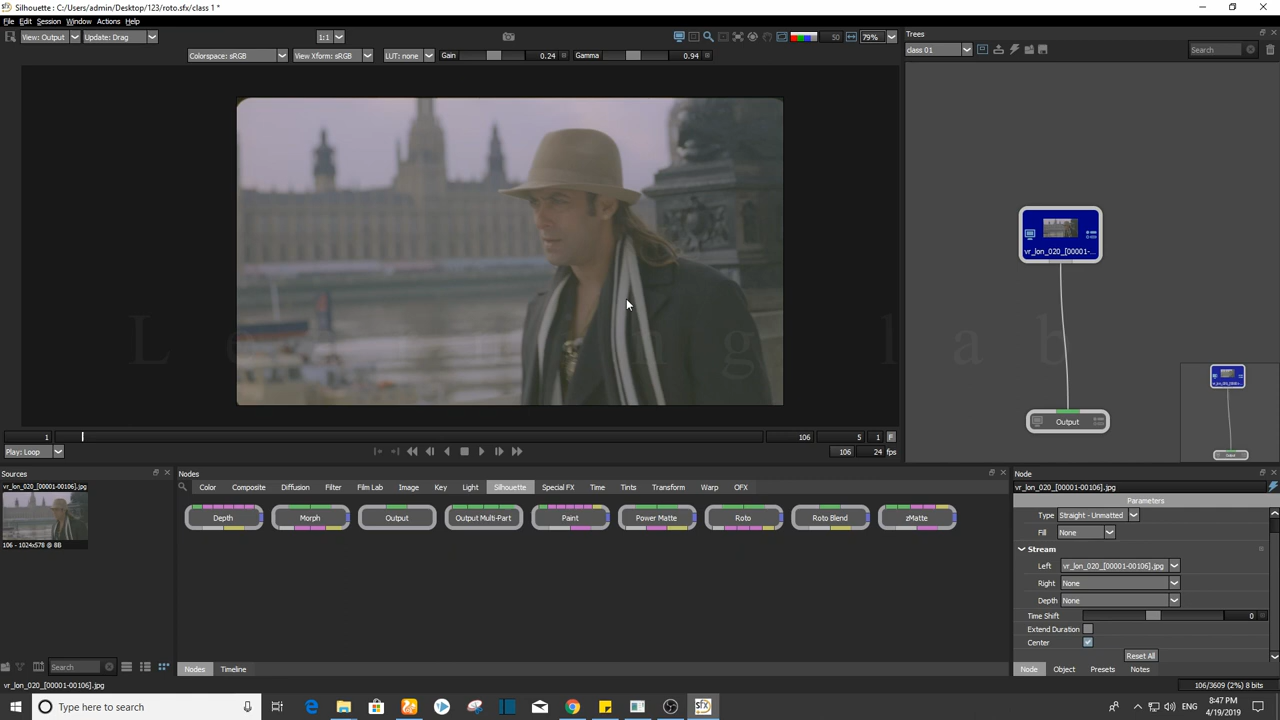 Silhouette : C:/Users/admin/Desktop/123/roto.sfx/class 1 *
File Edit Session Window Actions Help
View: Output Update: Drag 1:1 50 79%
Colorspace: sRGB View Xform: sRGB LUT: none Gain 0.24 Gamma 0.94
Trees
class 01 Search
vr_lon_020_[00001-...
Output
1 106 5 1 F
Play: Loop 106 24 fps
Sources
vr_lon_020_[00001-00106].jpg
106 - 1024x578 @ 8B
Search
Nodes
Color Composite Diffusion Filter Film Lab Image Key Light Silhouette Special FX Time Tints Transform Warp OFX
Depth Morph Output Output Multi-Part Paint Power Matte Roto Roto Blend zMatte
Nodes Timeline
Node
vr_lon_020_[00001-00106].jpg
Parameters
Type Straight - Unmatted
Fill None
Stream
Left vr_lon_020_[00001-00106].jpg
Right None
Depth None
Time Shift 0
Extend Duration
Center
Reset All
Node Object Presets Notes
vr_lon_020_[00001-00106].jpg
106/3609 (2%) 8 bits
Type here to search
ENG
8:47 PM
4/19/2019